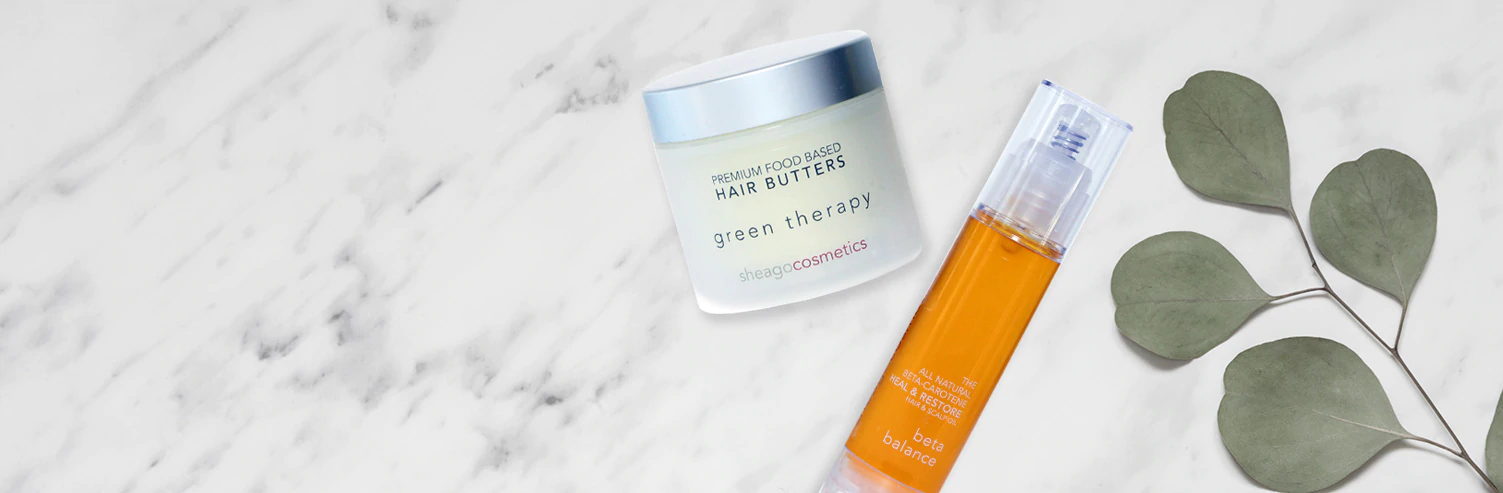 PREMIUM FOOD BASED
HAIR BUTTERS
green therapy
sheagocosmetics
THE
ALL NATURAL
BETA-CAROTENE
HEAL & RESTORE
HAIR & SCALP OIL
beta
balance